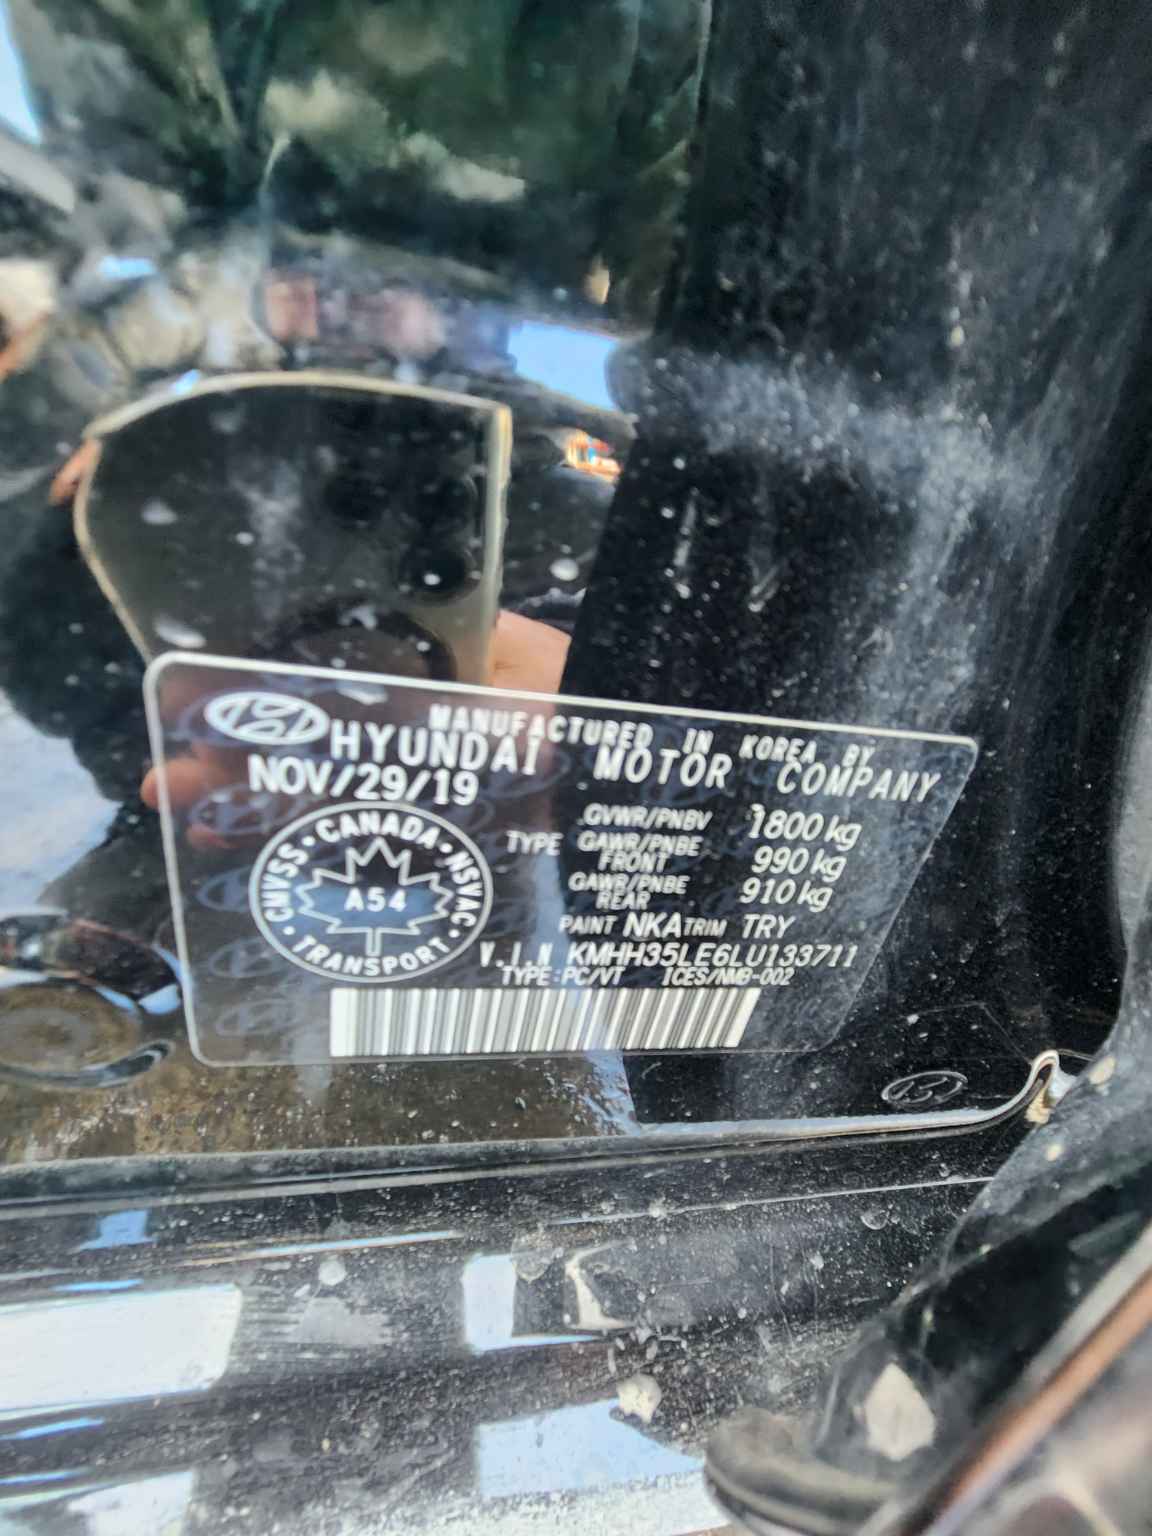 MANUFACTURED IN KOREA BY
HYUNDAI MOTOR COMPANY
NOV/29/19
GVWR/PNBV 1800 kg
TYPE GAWR/PNBE FRONT 990 kg
GAWR/PNBE REAR 910 kg
PAINT NKA TRIM TRY
V.I.N KMHH35LE6LU133711
TYPE:PC/VT ICES/NMB-002
CANADA · NSVAC · TRANSPORT · CMVSS ·
A54